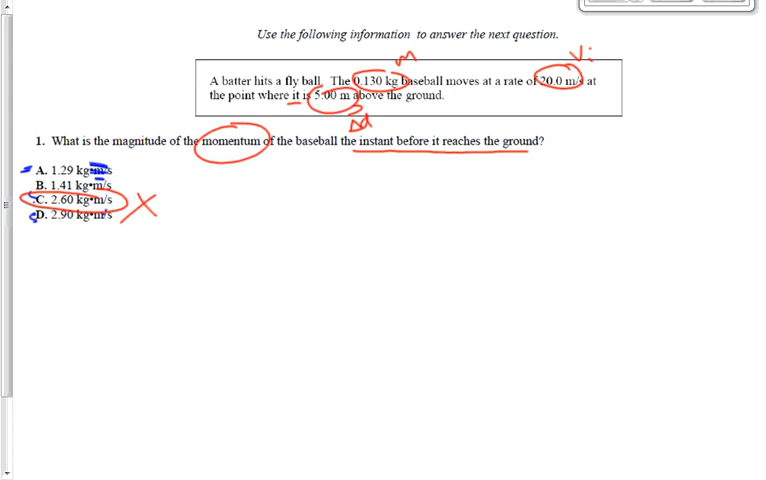 Use the following information to answer the next question.
m
Vi
A batter hits a fly ball. The 0.130 kg baseball moves at a rate of 20.0 m/s at
the point where it is 5.00 m above the ground.
Δd
1. What is the magnitude of the momentum of the baseball the instant before it reaches the ground?
A. 1.29 kg•m/s
B. 1.41 kg•m/s
C. 2.60 kg•m/s
D. 2.90 kg•m/s